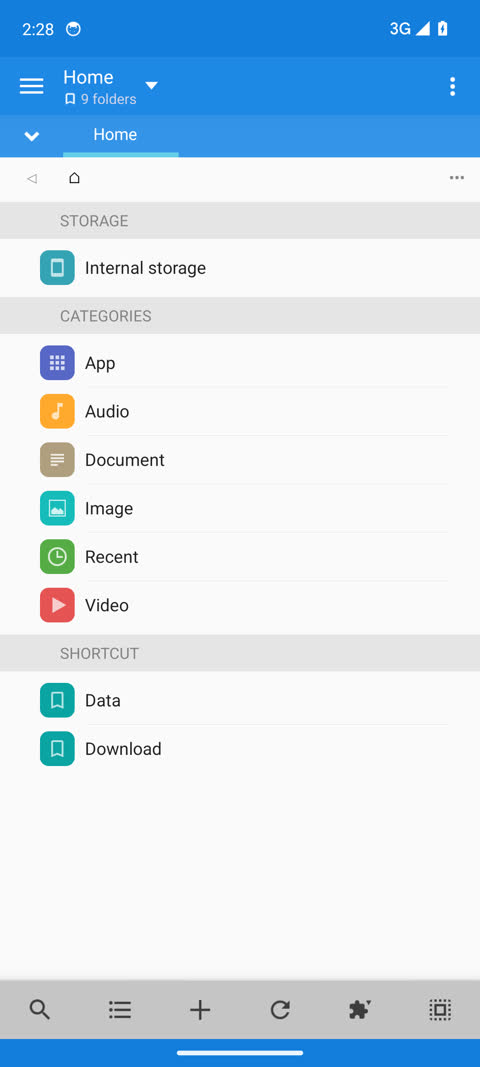 2:28
3G
Home
9 folders
Home
STORAGE
Internal storage
CATEGORIES
App
Audio
Document
Image
Recent
Video
SHORTCUT
Data
Download